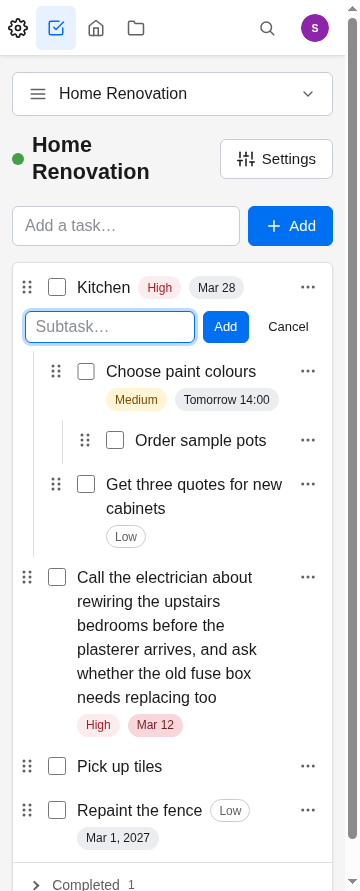 S
Home Renovation
Home
Renovation
Settings
Add a task…
Add
Kitchen High Mar 28
Subtask…
Add Cancel
Choose paint colours
Medium Tomorrow 14:00
Order sample pots
Get three quotes for new
cabinets
Low
Call the electrician about
rewiring the upstairs
bedrooms before the
plasterer arrives, and ask
whether the old fuse box
needs replacing too
High Mar 12
Pick up tiles
Repaint the fence Low
Mar 1, 2027
Completed 1